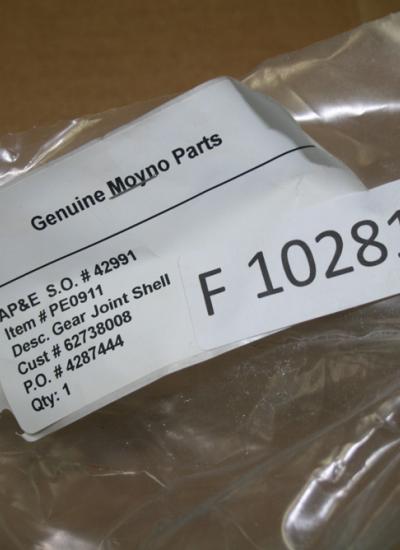 Genuine Moyno Parts
AP&E S.O. # 42991
Item # PE0911
Desc. Gear Joint Shell
Cust # 62738008
P.O. # 4287444
Qty: 1
F 10281